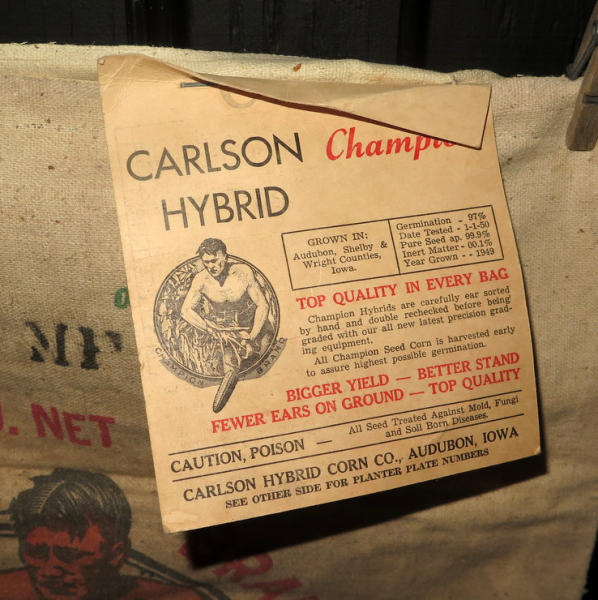 CARLSON Champio
HYBRID
GROWN IN:
Audubon, Shelby &
Wright Counties,
Iowa.
Germination - 97%
Date Tested - 1-1-50
Pure Seed ap. 99.9%
Inert Matter - 00.1%
Year Grown - - 1949
CHAMPION BRAND
TOP QUALITY IN EVERY BAG
Champion Hybrids are carefully ear sorted
by hand and double rechecked before being
graded with our all new latest precision grad-
ing equipment.
All Champion Seed Corn is harvested early
to assure highest possible germination.
BIGGER YIELD — BETTER STAND
FEWER EARS ON GROUND — TOP QUALITY
CAUTION, POISON — All Seed Treated Against Mold, Fungi
and Soil Born Diseases.
CARLSON HYBRID CORN CO., AUDUBON, IOWA
SEE OTHER SIDE FOR PLANTER PLATE NUMBERS
NET